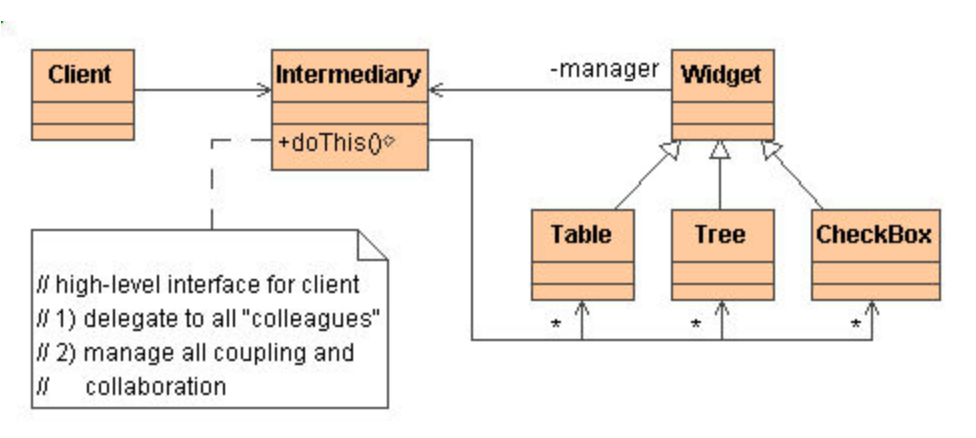 Client
Intermediary
-manager
Widget
+doThis()
Table
Tree
CheckBox
// high-level interface for client
// 1) delegate to all "colleagues"
// 2) manage all coupling and
// collaboration
* * *